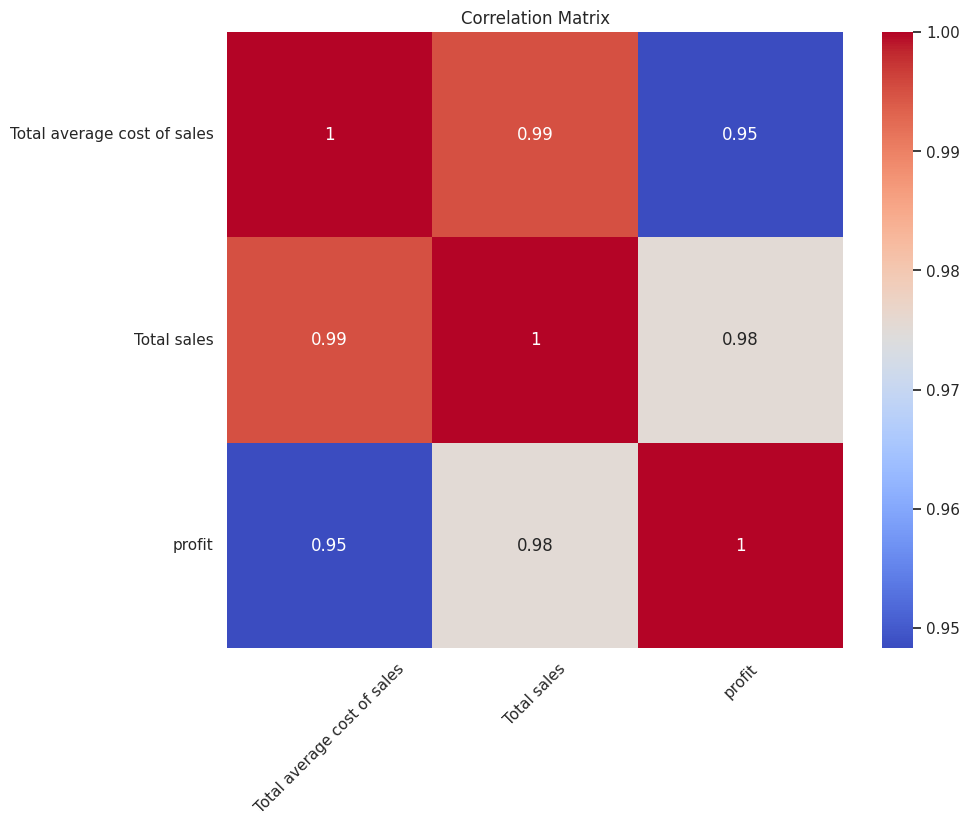 Correlation Matrix
Total average cost of sales
1
0.99
0.95
Total sales
0.99
1
0.98
profit
0.95
0.98
1
Total average cost of sales
Total sales
profit
1.00
0.99
0.98
0.97
0.96
0.95